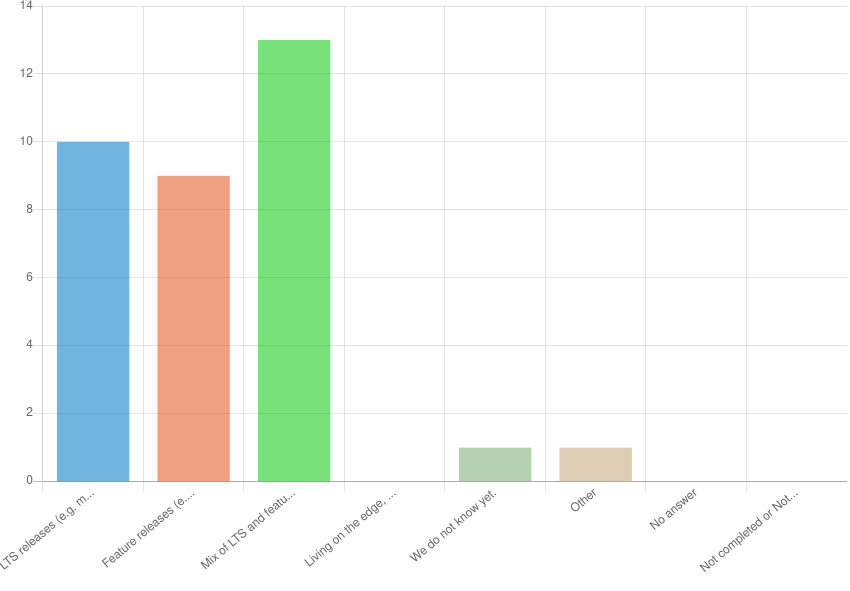 14
12
10
8
6
4
2
0
LTS releases (e.g. m...
Feature releases (e....
Mix of LTS and featu...
Living on the edge, ...
We do not know yet.
Other
No answer
Not completed or Not...